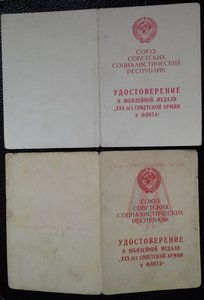 СОЮЗ
СОВЕТСКИХ
СОЦИАЛИСТИЧЕСКИХ
РЕСПУБЛИК
УДОСТОВЕРЕНИЕ
К ЮБИЛЕЙНОЙ МЕДАЛИ
„XXX лет СОВЕТСКОЙ АРМИИ
и ФЛОТА“
СОЮЗ
СОВЕТСКИХ
СОЦИАЛИСТИЧЕСКИХ
РЕСПУБЛИК
УДОСТОВЕРЕНИЕ
К ЮБИЛЕЙНОЙ МЕДАЛИ
„XXX лет СОВЕТСКОЙ АРМИИ
и ФЛОТА“